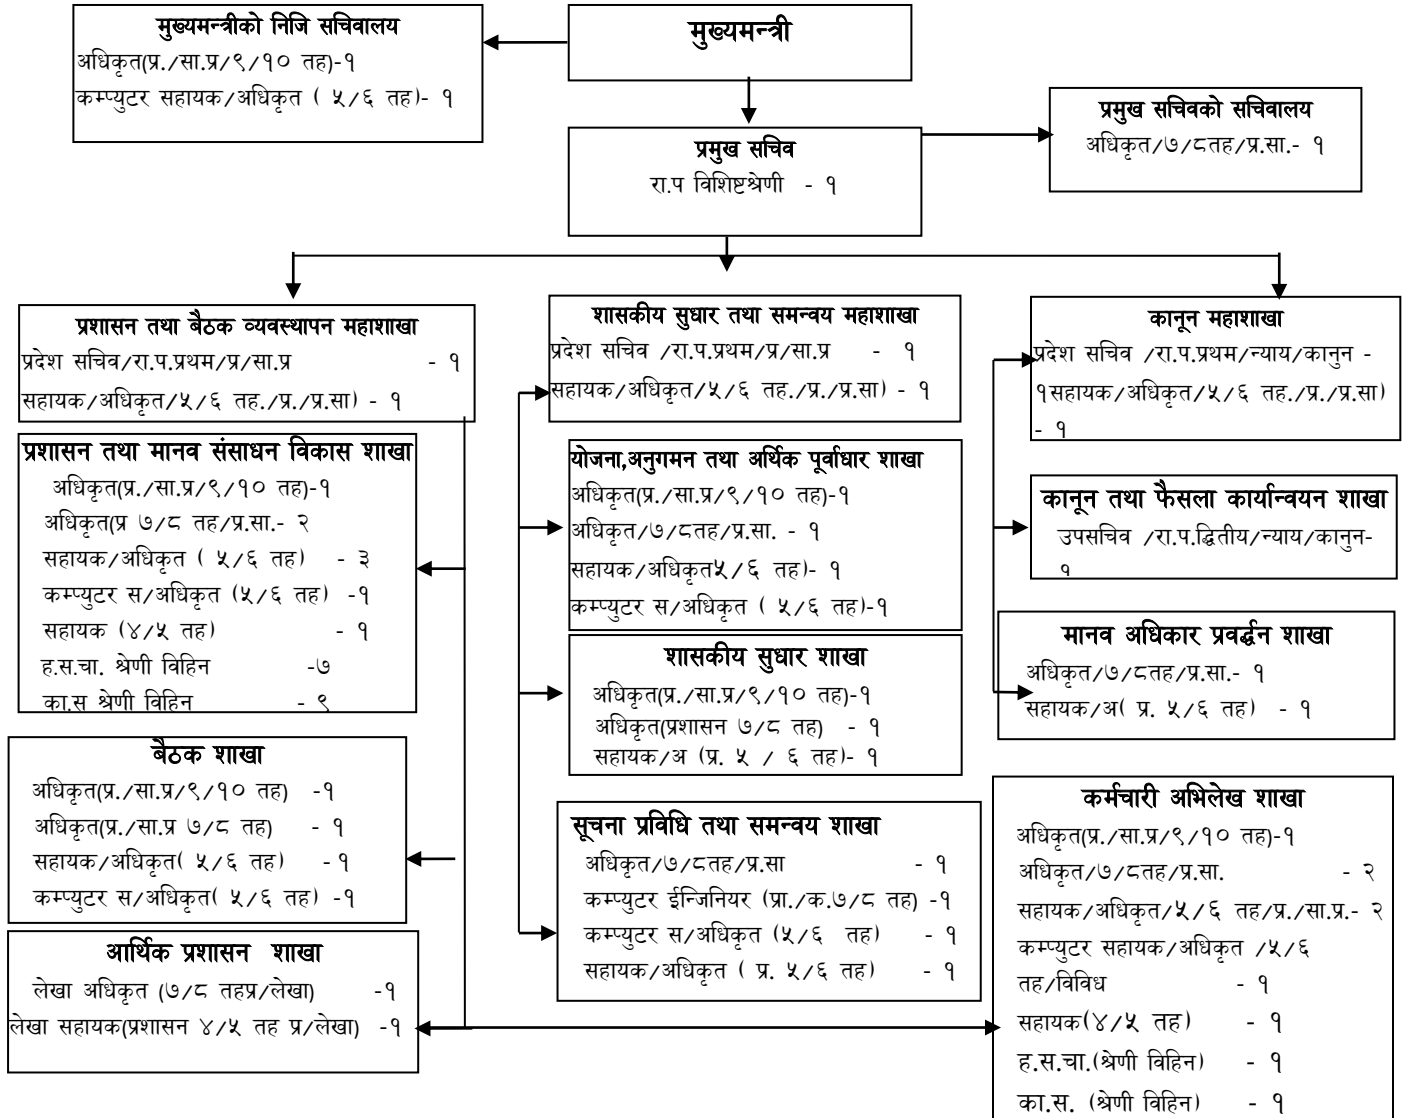 मुख्यमन्त्रीको निजि सचिवालय
अधिकृत(प्र./सा.प्र/९/१० तह)-१
कम्प्युटर सहायक/अधिकृत ( ५/६ तह)- १
मुख्यमन्त्री
प्रमुख सचिव
रा.प विशिष्टश्रेणी - १
प्रमुख सचिवको सचिवालय
अधिकृत/७/८तह/प्र.सा.- १
प्रशासन तथा बैठक व्यवस्थापन महाशाखा
प्रदेश सचिव/रा.प.प्रथम/प्र/सा.प्र - १
सहायक/अधिकृत/५/६ तह./प्र./प्र.सा) - १
प्रशासन तथा मानव संसाधन विकास शाखा
अधिकृत(प्र./सा.प्र/९/१० तह)-१
अधिकृत(प्र ७/८ तह/प्र.सा.- २
सहायक/अधिकृत ( ५/६ तह) - ३
कम्प्युटर स/अधिकृत (५/६ तह) -१
सहायक (४/५ तह) - १
ह.स.चा. श्रेणी विहिन -७
का.स श्रेणी विहिन - ९
बैठक शाखा
अधिकृत(प्र./सा.प्र/९/१० तह) -१
अधिकृत(प्र./सा.प्र ७/८ तह) - १
सहायक/अधिकृत( ५/६ तह) - १
कम्प्युटर स/अधिकृत( ५/६ तह) -१
आर्थिक प्रशासन शाखा
लेखा अधिकृत (७/८ तहप्र/लेखा) -१
लेखा सहायक(प्रशासन ४/५ तह प्र/लेखा) -१
शासकीय सुधार तथा समन्वय महाशाखा
प्रदेश सचिव /रा.प.प्रथम/प्र/सा.प्र - १
सहायक/अधिकृत/५/६ तह./प्र./प्र.सा) - १
योजना,अनुगमन तथा अर्थिक पूर्वाधार शाखा
अधिकृत(प्र./सा.प्र/९/१० तह)-१
अधिकृत/७/८तह/प्र.सा. - १
सहायक/अधिकृत५/६ तह)- १
कम्प्युटर स/अधिकृत ( ५/६ तह)-१
शासकीय सुधार शाखा
अधिकृत(प्र./सा.प्र/९/१० तह)-१
अधिकृत(प्रशासन ७/८ तह) - १
सहायक/अ (प्र. ५ / ६ तह)- १
सूचना प्रविधि तथा समन्वय शाखा
अधिकृत/७/८तह/प्र.सा - १
कम्प्युटर ईन्जिनियर (प्रा./क.७/८ तह) -१
कम्प्युटर स/अधिकृत (५/६ तह) - १
सहायक/अधिकृत ( प्र. ५/६ तह) - १
कानून महाशाखा
प्रदेश सचिव /रा.प.प्रथम/न्याय/कानुन -
१सहायक/अधिकृत/५/६ तह./प्र./प्र.सा)
- १
कानून तथा फैसला कार्यान्वयन शाखा
उपसचिव /रा.प.द्धितीय/न्याय/कानुन-
१
मानव अधिकार प्रवर्द्धन शाखा
अधिकृत/७/८तह/प्र.सा.- १
सहायक/अ( प्र. ५/६ तह) - १
कर्मचारी अभिलेख शाखा
अधिकृत(प्र./सा.प्र/९/१० तह)-१
अधिकृत/७/८तह/प्र.सा. - २
सहायक/अधिकृत/५/६ तह/प्र./सा.प्र.- २
कम्प्युटर सहायक/अधिकृत /५/६
तह/विविध - १
सहायक(४/५ तह) - १
ह.स.चा.(श्रेणी विहिन) - १
का.स. (श्रेणी विहिन) - १